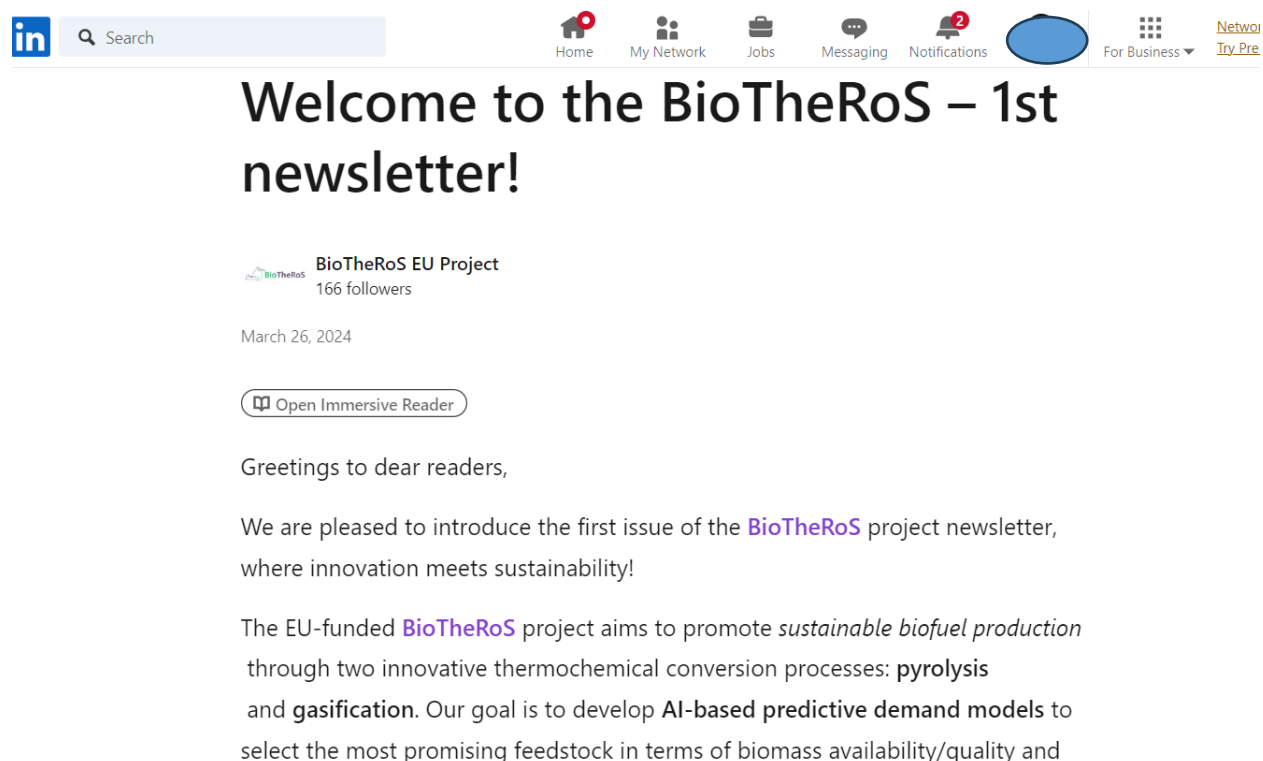 in Search Home My Network Jobs Messaging 2 Notifications For Business Try
Welcome to the BioTheRoS – 1st
newsletter!
BioTheRoS
BioTheRoS EU Project
166 followers
March 26, 2024
Open Immersive Reader
Greetings to dear readers,
We are pleased to introduce the first issue of the BioTheRoS project newsletter,
where innovation meets sustainability!
The EU-funded BioTheRoS project aims to promote sustainable biofuel production
through two innovative thermochemical conversion processes: pyrolysis
and gasification. Our goal is to develop AI-based predictive demand models to
select the most promising feedstock in terms of biomass availability/quality and